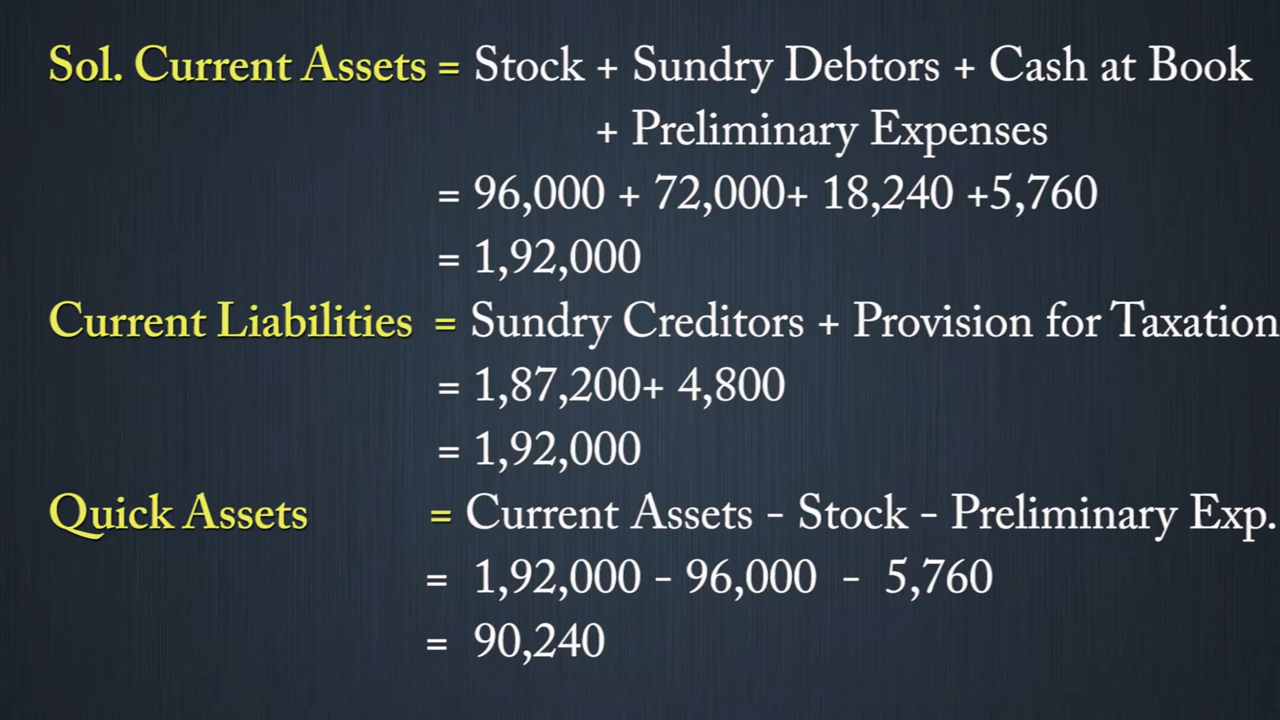 Sol. Current Assets = Stock + Sundry Debtors + Cash at Book
+ Preliminary Expenses
= 96,000 + 72,000+ 18,240 +5,760
= 1,92,000
Current Liabilities = Sundry Creditors + Provision for Taxation
= 1,87,200+ 4,800
= 1,92,000
Quick Assets = Current Assets - Stock - Preliminary Exp.
= 1,92,000 - 96,000 - 5,760
= 90,240